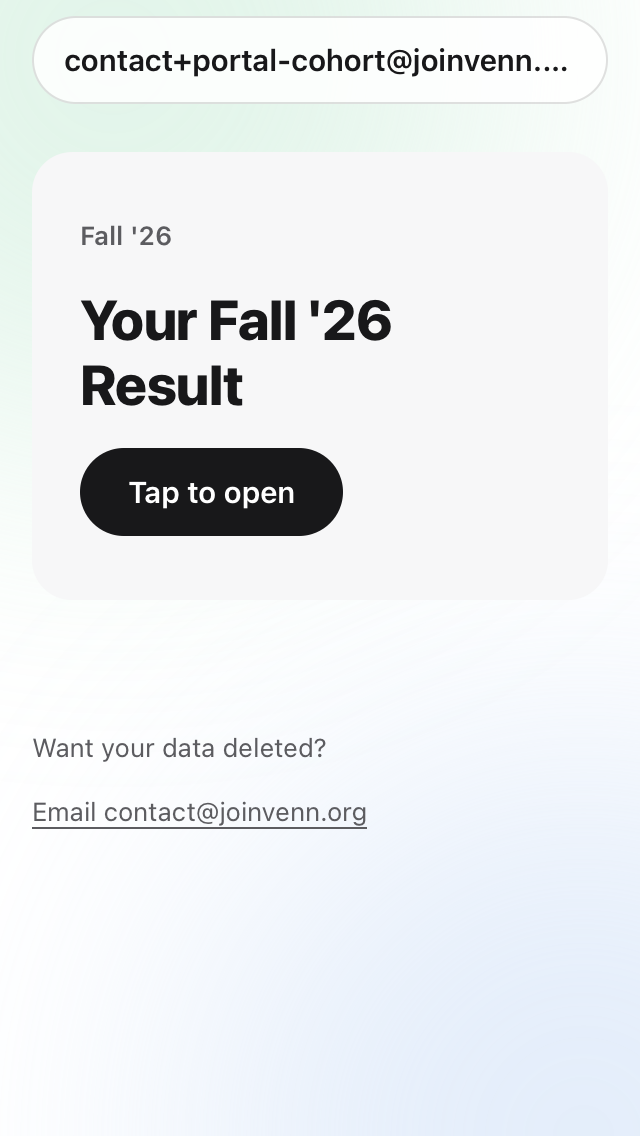 contact+portal-cohort@joinvenn....
Fall '26
Your Fall '26
Result
Tap to open
Want your data deleted?
Email contact@joinvenn.org